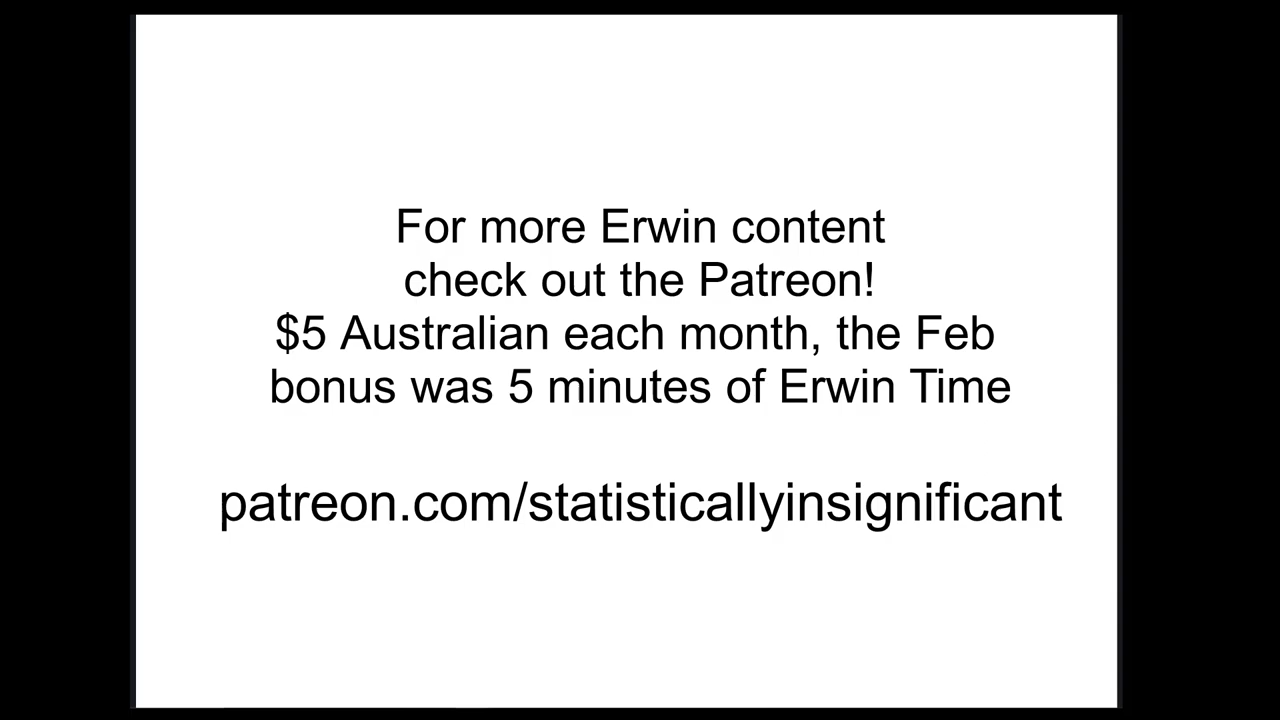 For more Erwin content
check out the Patreon!
$5 Australian each month, the Feb
bonus was 5 minutes of Erwin Time
patreon.com/statisticallyinsignificant